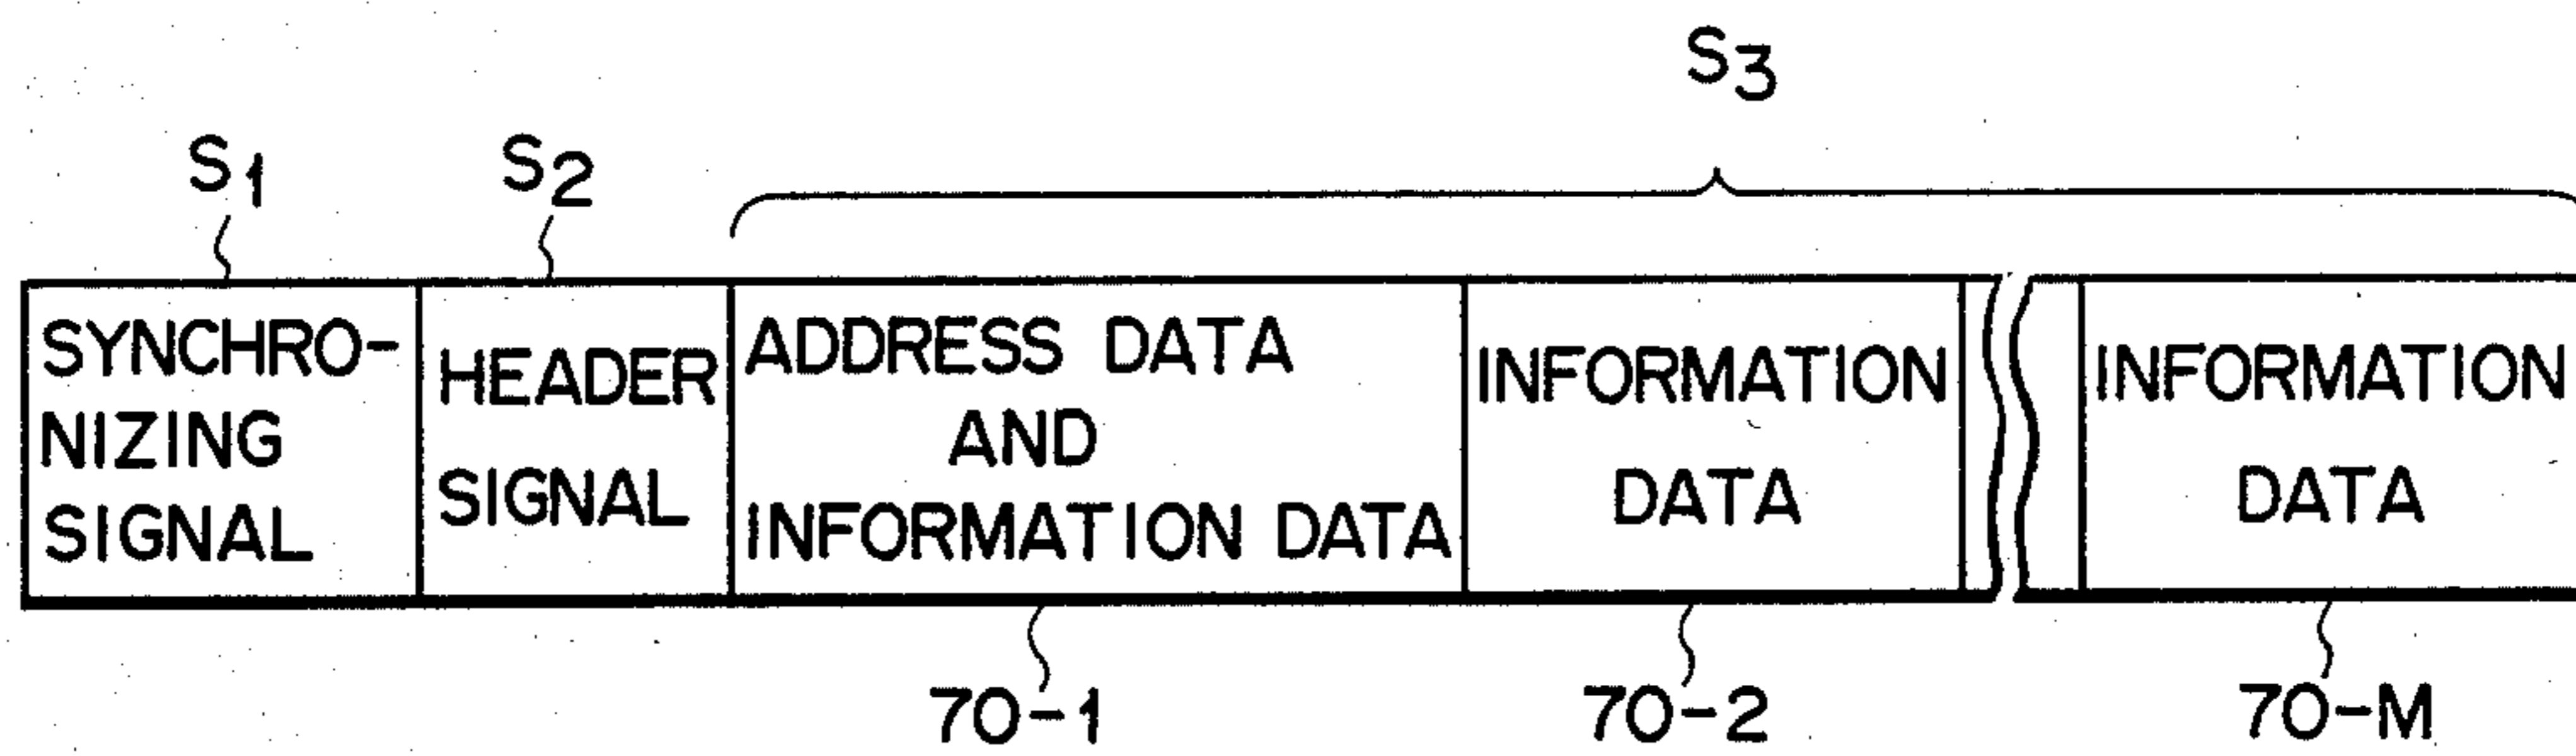 S3
S1
S2
SYNCHRO-
NIZING
SIGNAL
HEADER
SIGNAL
ADDRESS DATA
AND
INFORMATION DATA
INFORMATION
DATA
INFORMATION
DATA
70-1
70-2
70-M